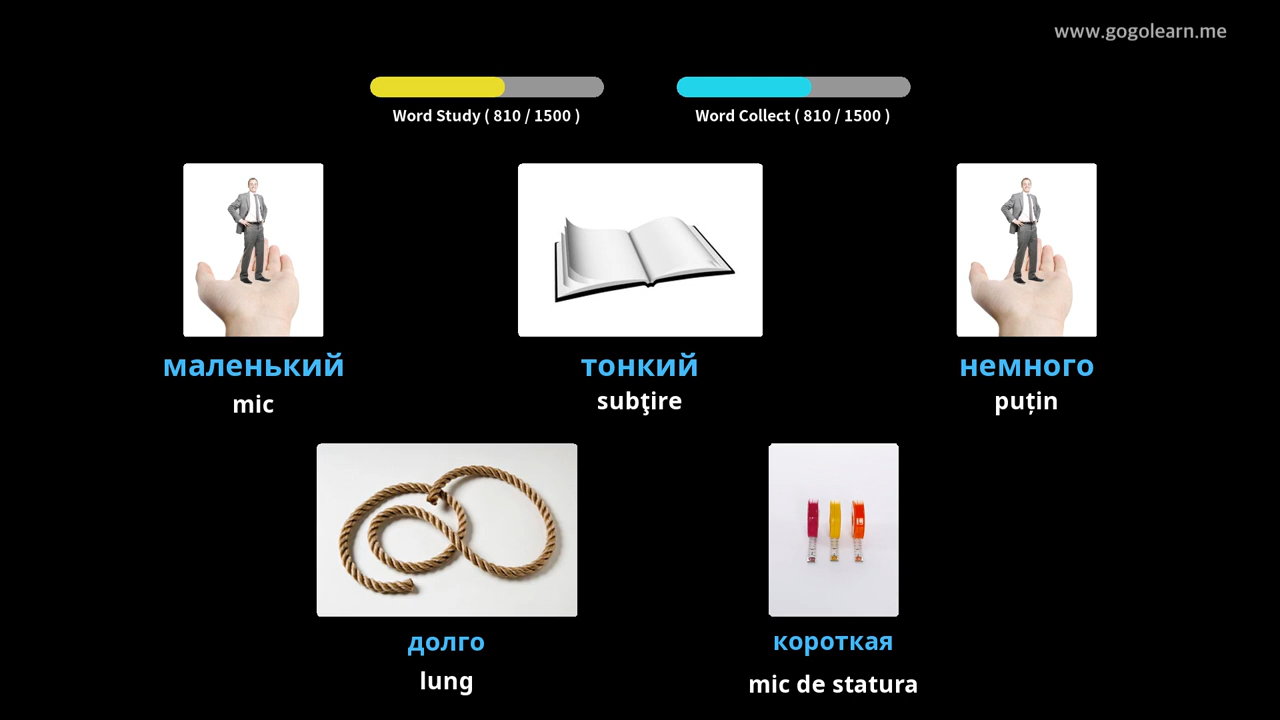 www.gogolearn.me
Word Study ( 810 / 1500 )
Word Collect ( 810 / 1500 )
маленький
mic
тонкий
subţire
немного
puțin
долго
lung
короткая
mic de statura